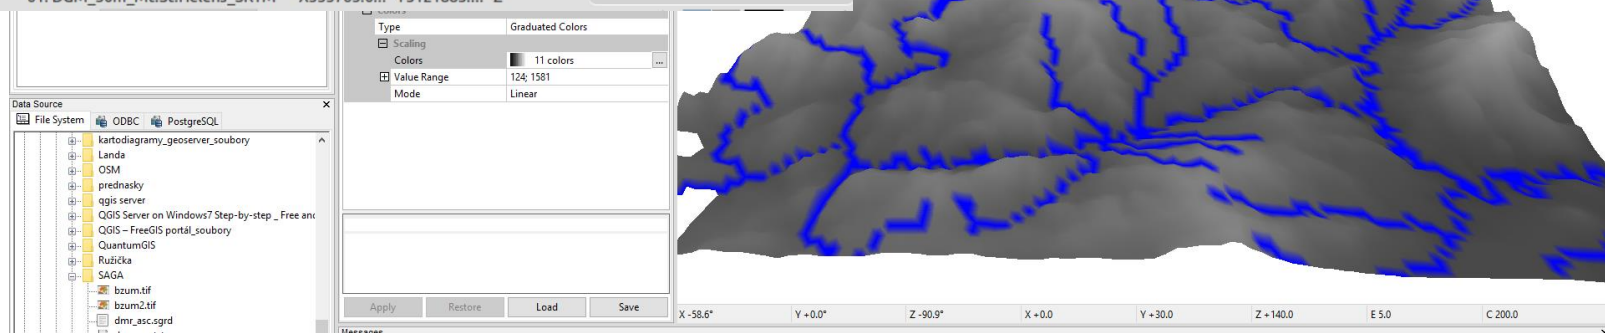 Type Graduated Colors
Scaling
Colors 11 colors ...
Value Range 124; 1581
Mode Linear
Data Source
File System ODBC PostgreSQL
kartodiagramy_geoserver_soubory
Landa
OSM
prednasky
qgis server
QGIS Server on Windows7 Step-by-step _ Free and
QGIS – FreeGIS portál_soubory
QuantumGIS
Ružička
SAGA
bzum.tif
bzum2.tif
dmr_asc.sgrd
Apply Restore Load Save
X -58.6° Y +0.0° Z -90.9° X +0.0 Y +30.0 Z +140.0 E 5.0 C 200.0
Messages